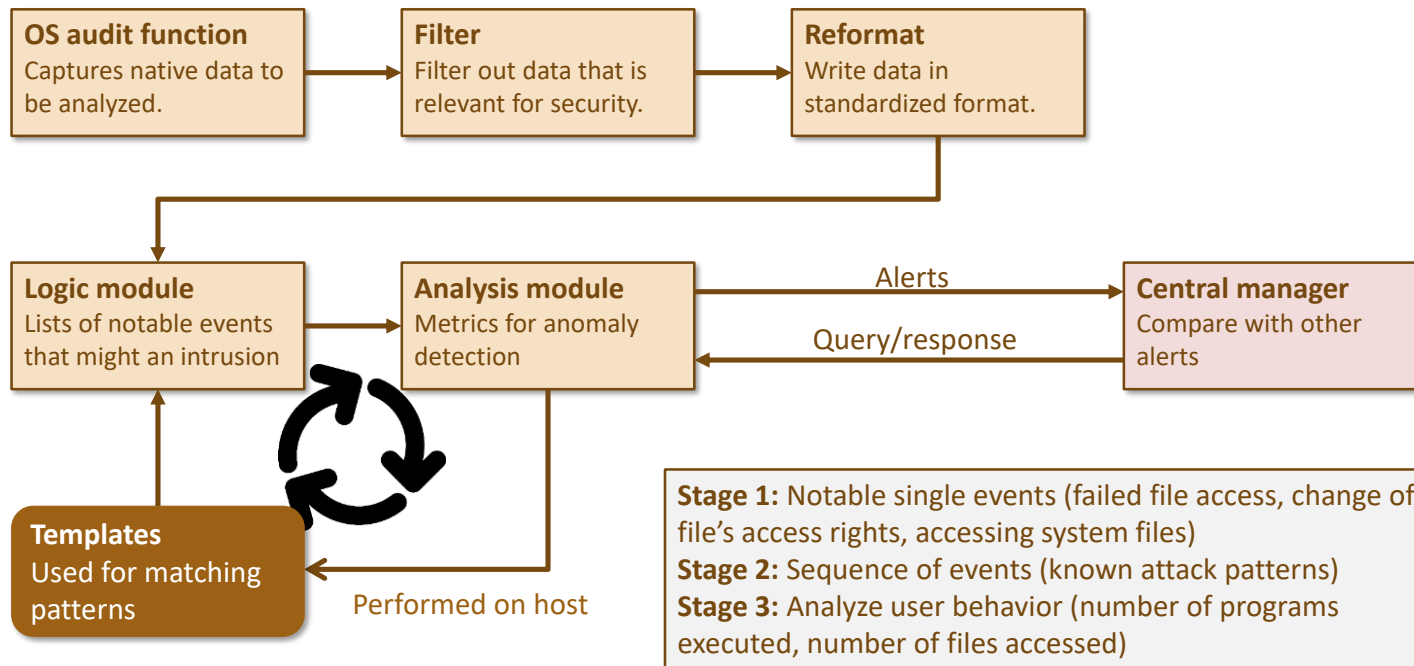 OS audit function
Captures native data to
be analyzed.
Filter
Filter out data that is
relevant for security.
Reformat
Write data in
standardized format.
Logic module
Lists of notable events
that might an intrusion
Analysis module
Metrics for anomaly
detection
Alerts
Query/response
Central manager
Compare with other
alerts
Templates
Used for matching
patterns
Performed on host
Stage 1: Notable single events (failed file access, change of
file's access rights, accessing system files)
Stage 2: Sequence of events (known attack patterns)
Stage 3: Analyze user behavior (number of programs
executed, number of files accessed)